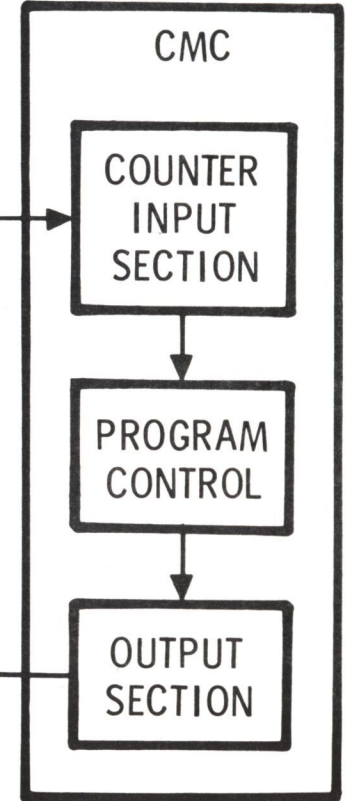 CMC
COUNTER
INPUT
SECTION
PROGRAM
CONTROL
OUTPUT
SECTION